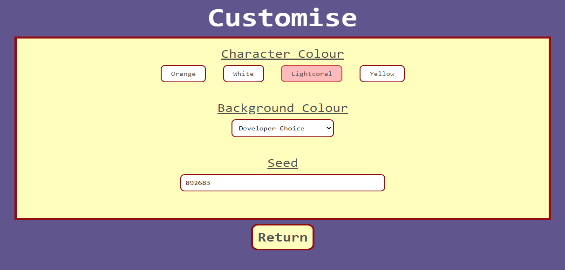 Customise
Character Colour
Orange White Lightcoral Yellow
Background Colour
Developer Choice
Seed
892683
Return